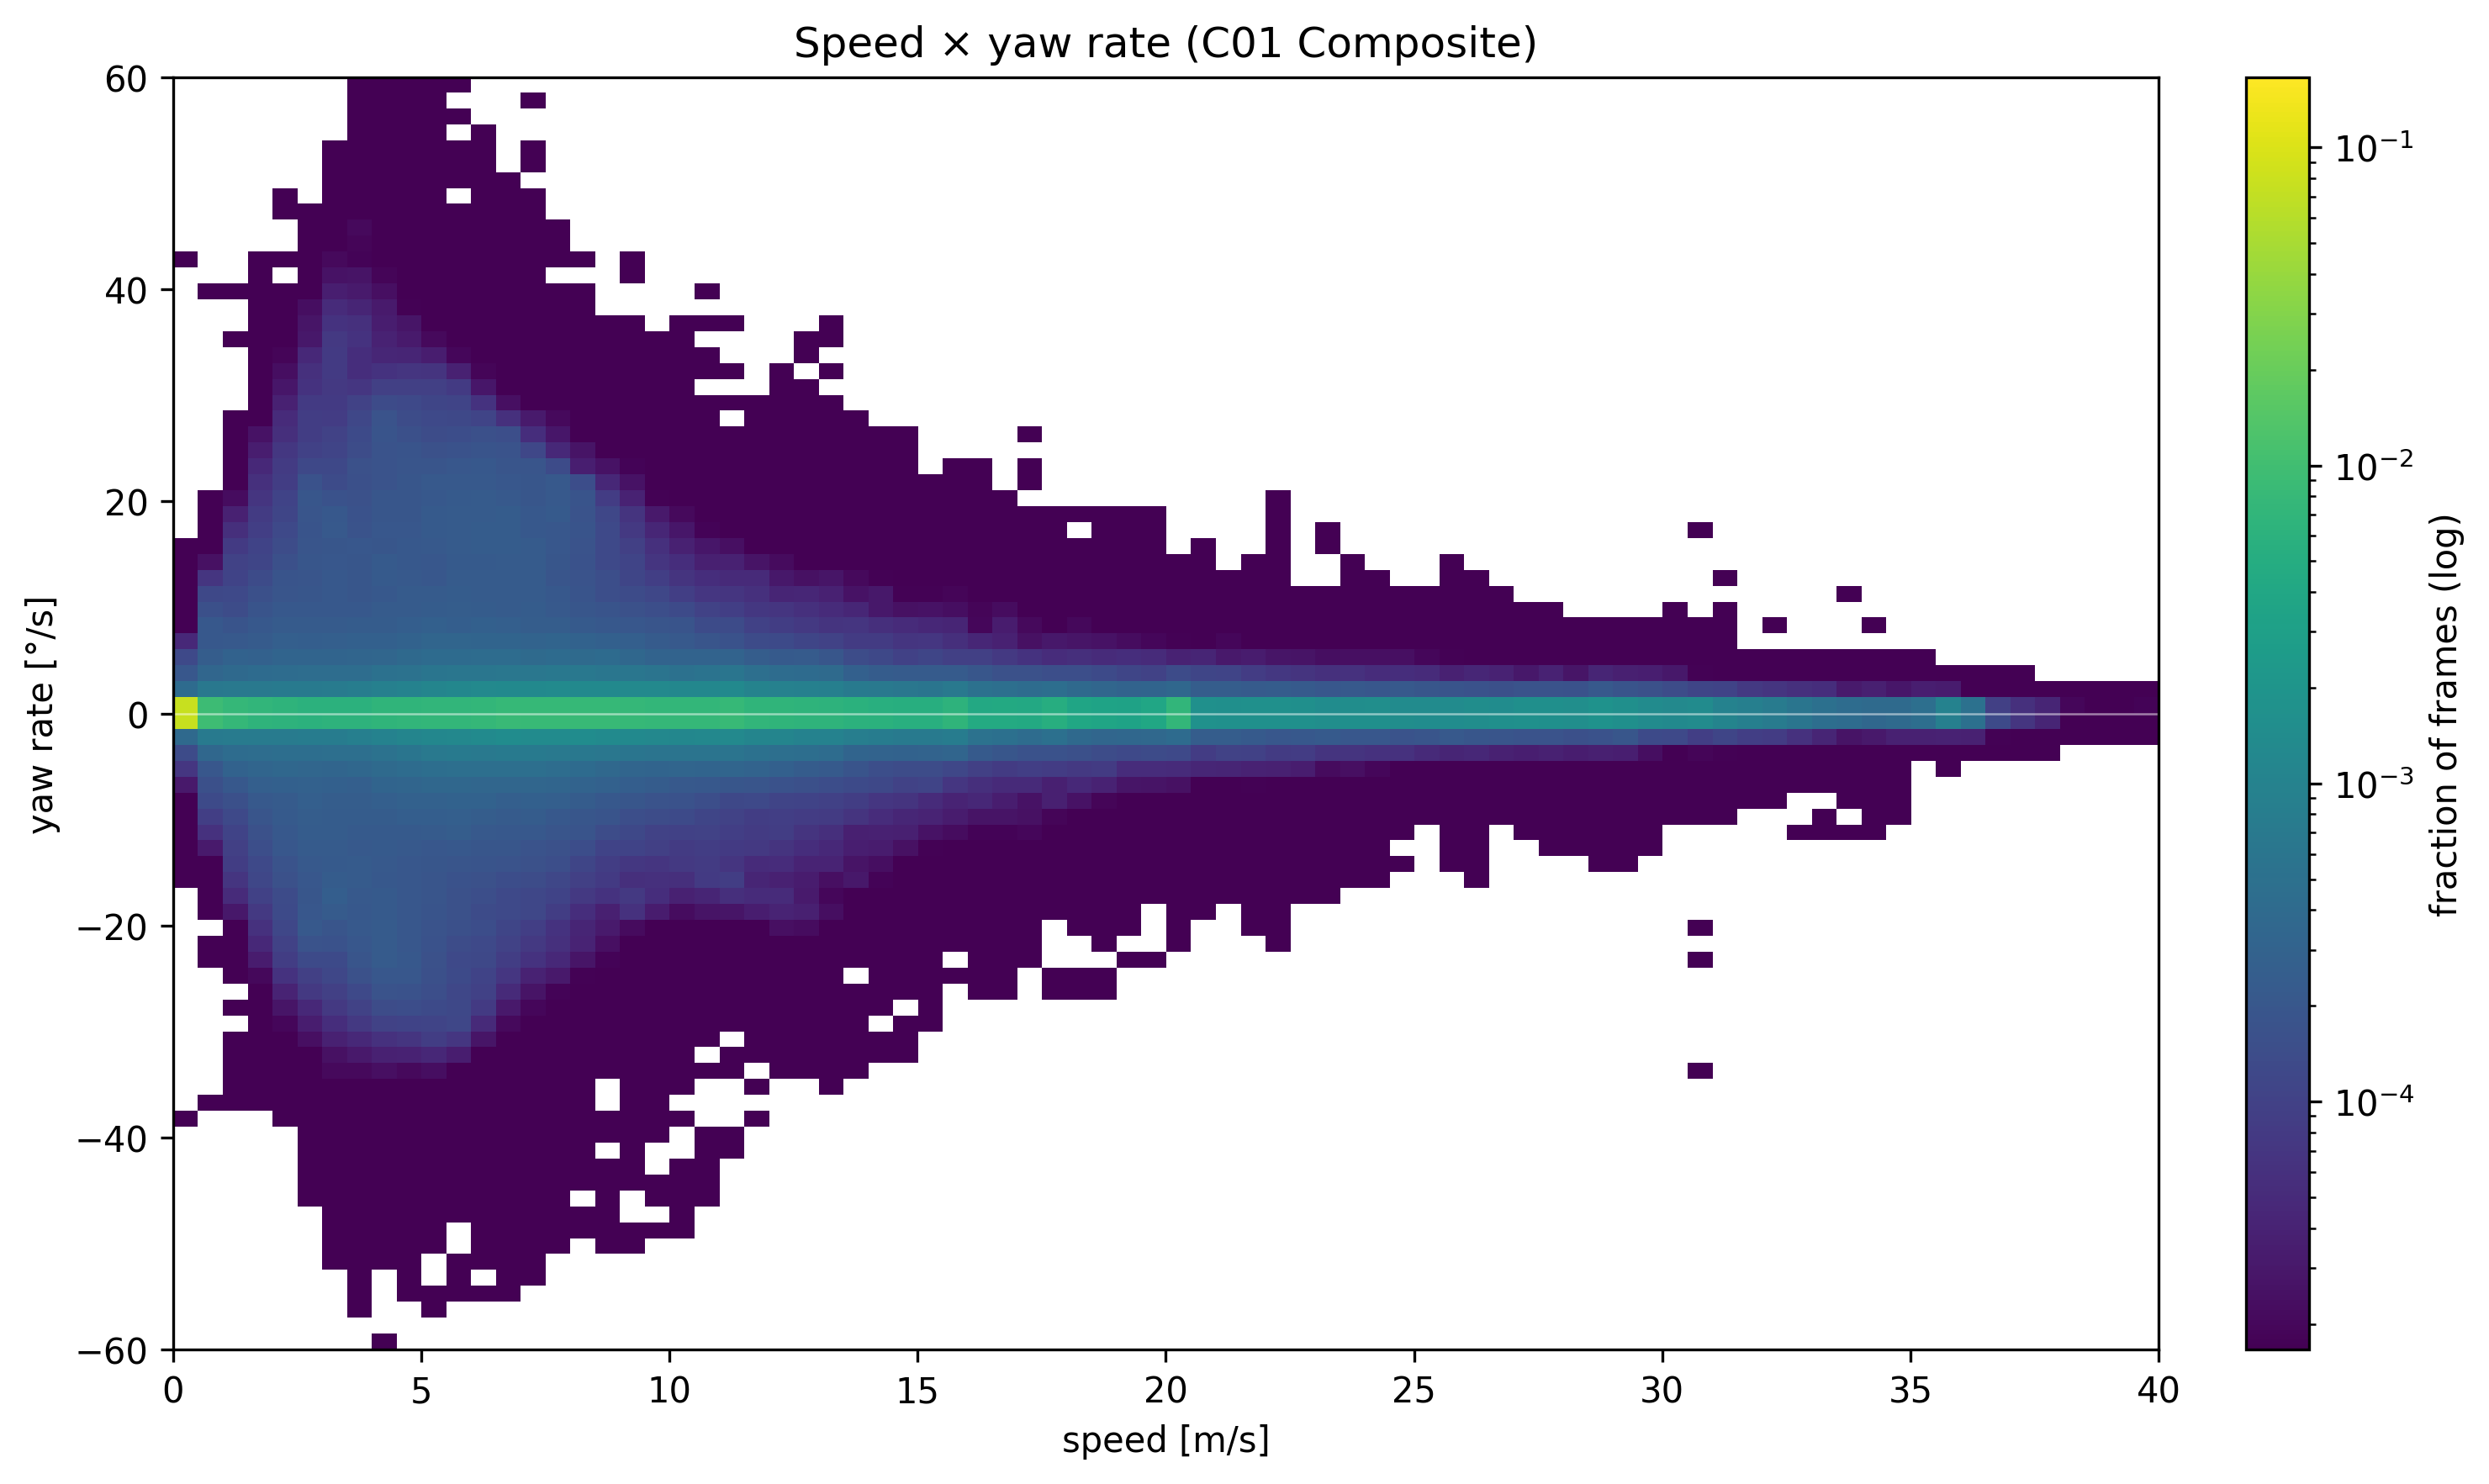 Speed × yaw rate (C01 Composite)
60
40
20
0
−20
−40
−60
yaw rate [°/s]
0 5 10 15 20 25 30 35 40
speed [m/s]
10⁻¹
10⁻²
10⁻³
10⁻⁴
fraction of frames (log)